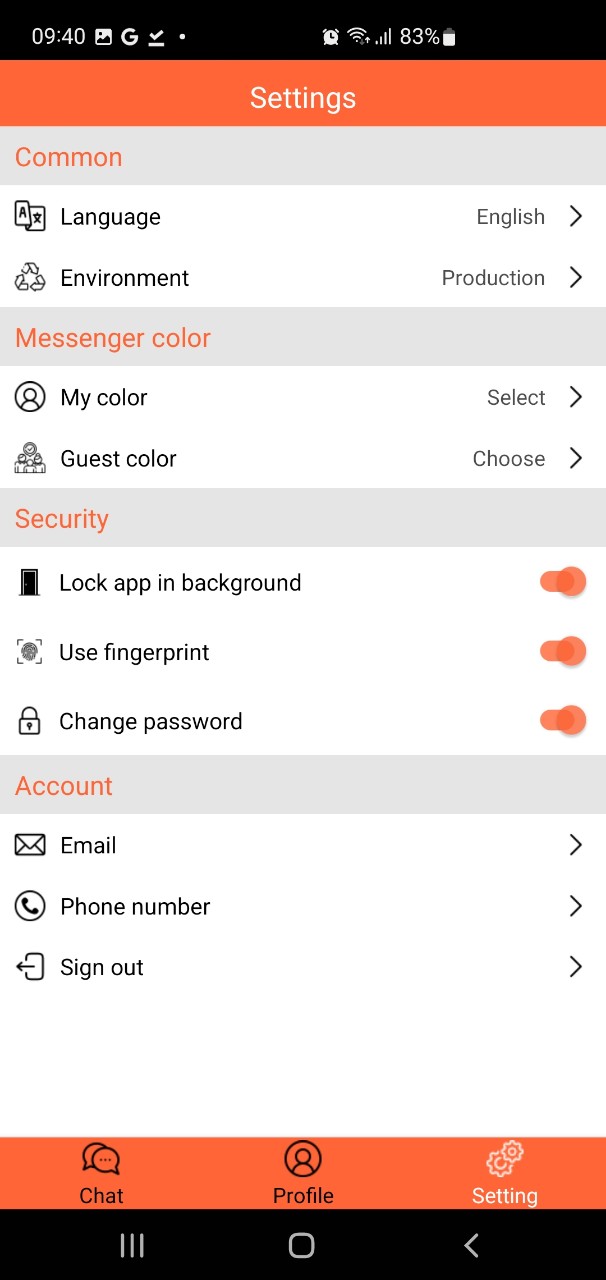 09:40 G 83%
Settings
Common
Language English
Environment Production
Messenger color
My color Select
Guest color Choose
Security
Lock app in background
Use fingerprint
Change password
Account
Email
Phone number
Sign out
Chat Profile Setting